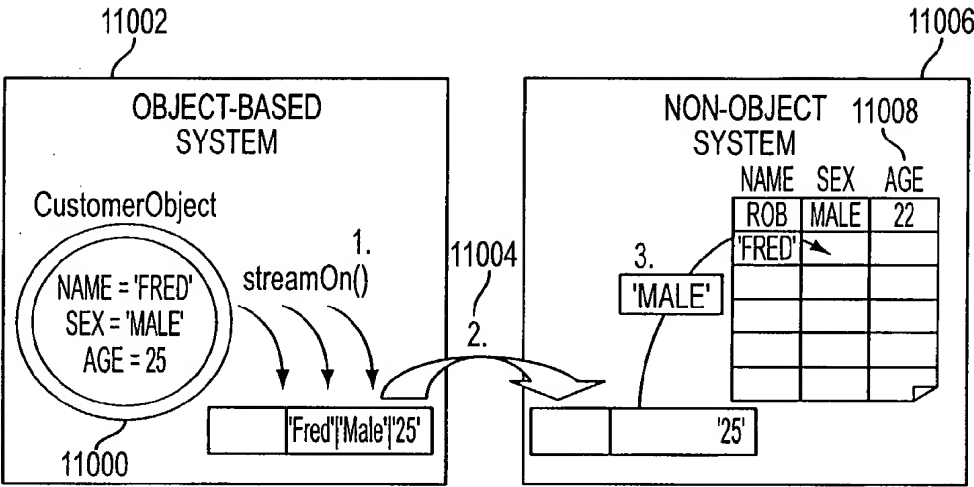 11002
11006
OBJECT-BASED
SYSTEM
CustomerObject
NAME = 'FRED'
SEX = 'MALE'
AGE = 25
1.
streamOn()
'Fred'|'Male'|'25'
11000
11004
2.
NON-OBJECT
SYSTEM
11008
NAME SEX AGE
ROB MALE 22
'FRED'
3.
'MALE'
'25'